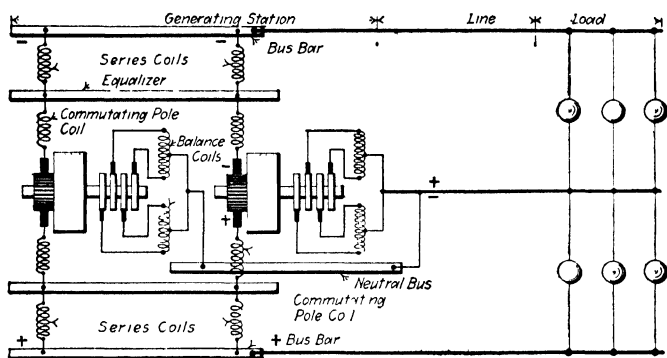 Generating Station
Line
Load
− −
Bus Bar
Series Coils
Equalizer
Commutating Pole
Coil
Balance
Coils
−
+
+
−
Neutral Bus
Commutating
Pole Coil
Series Coils
+
+ Bus Bar